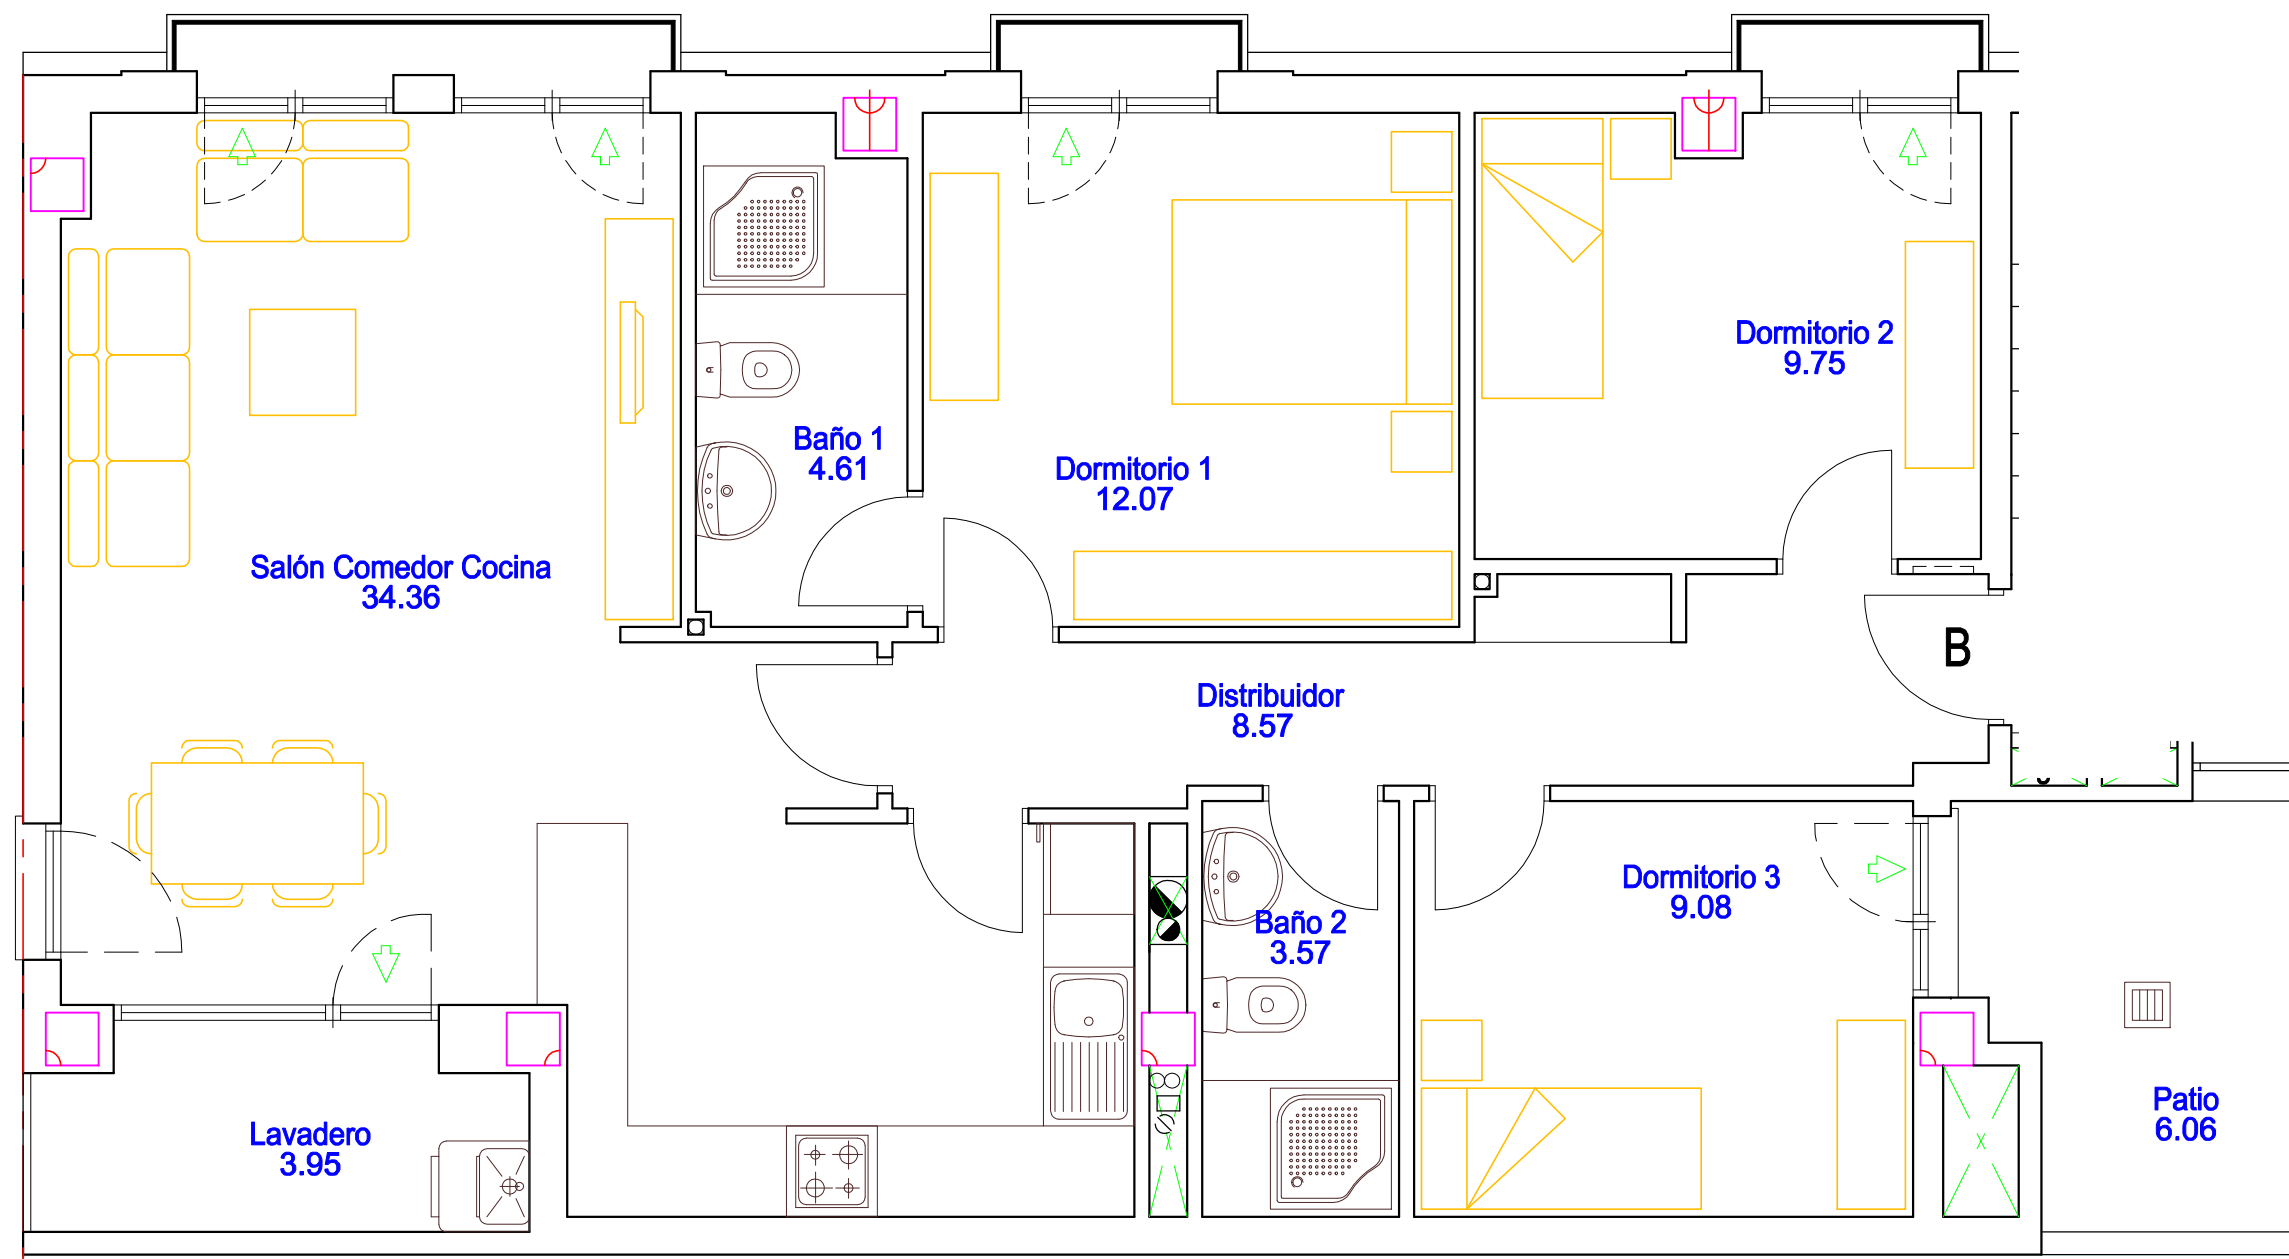 Dormitorio 2
9.75
Baño 1
4.61
Dormitorio 1
12.07
Salón Comedor Cocina
34.36
B
Distribuidor
8.57
Dormitorio 3
9.08
Baño 2
3.57
Patio
6.06
Lavadero
3.95